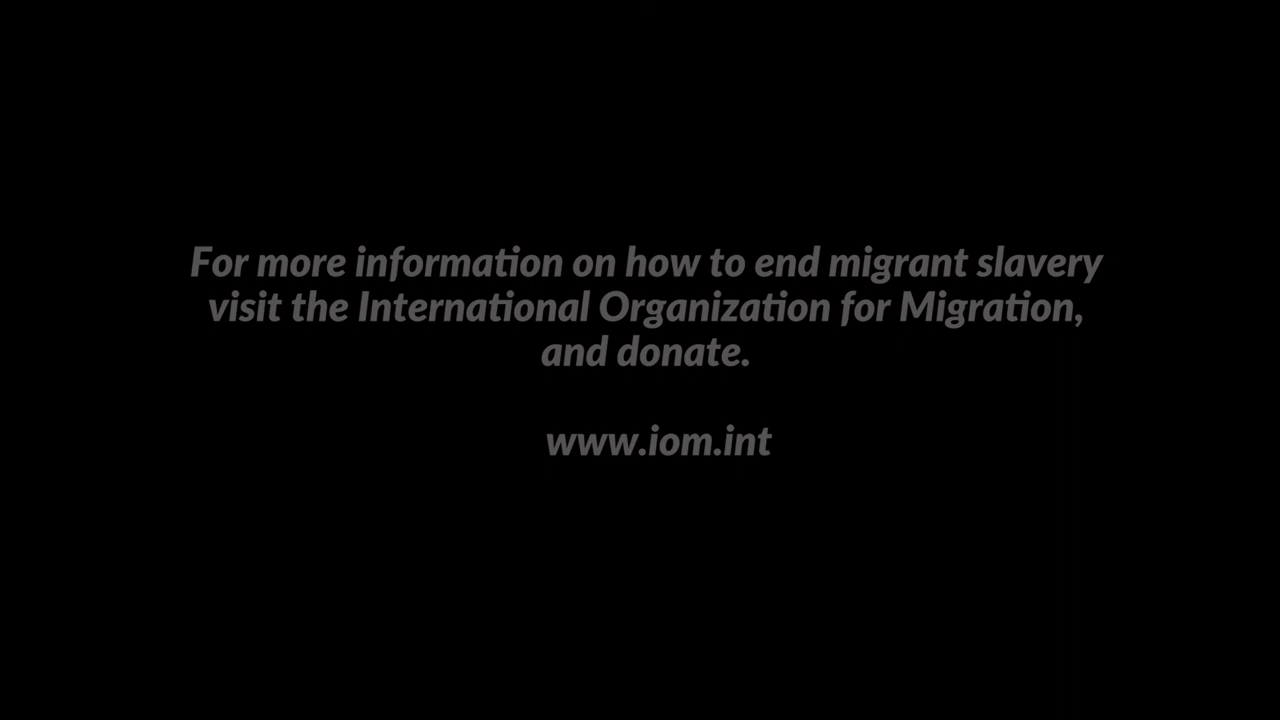 For more information on how to end migrant slavery
visit the International Organization for Migration,
and donate.
www.iom.int